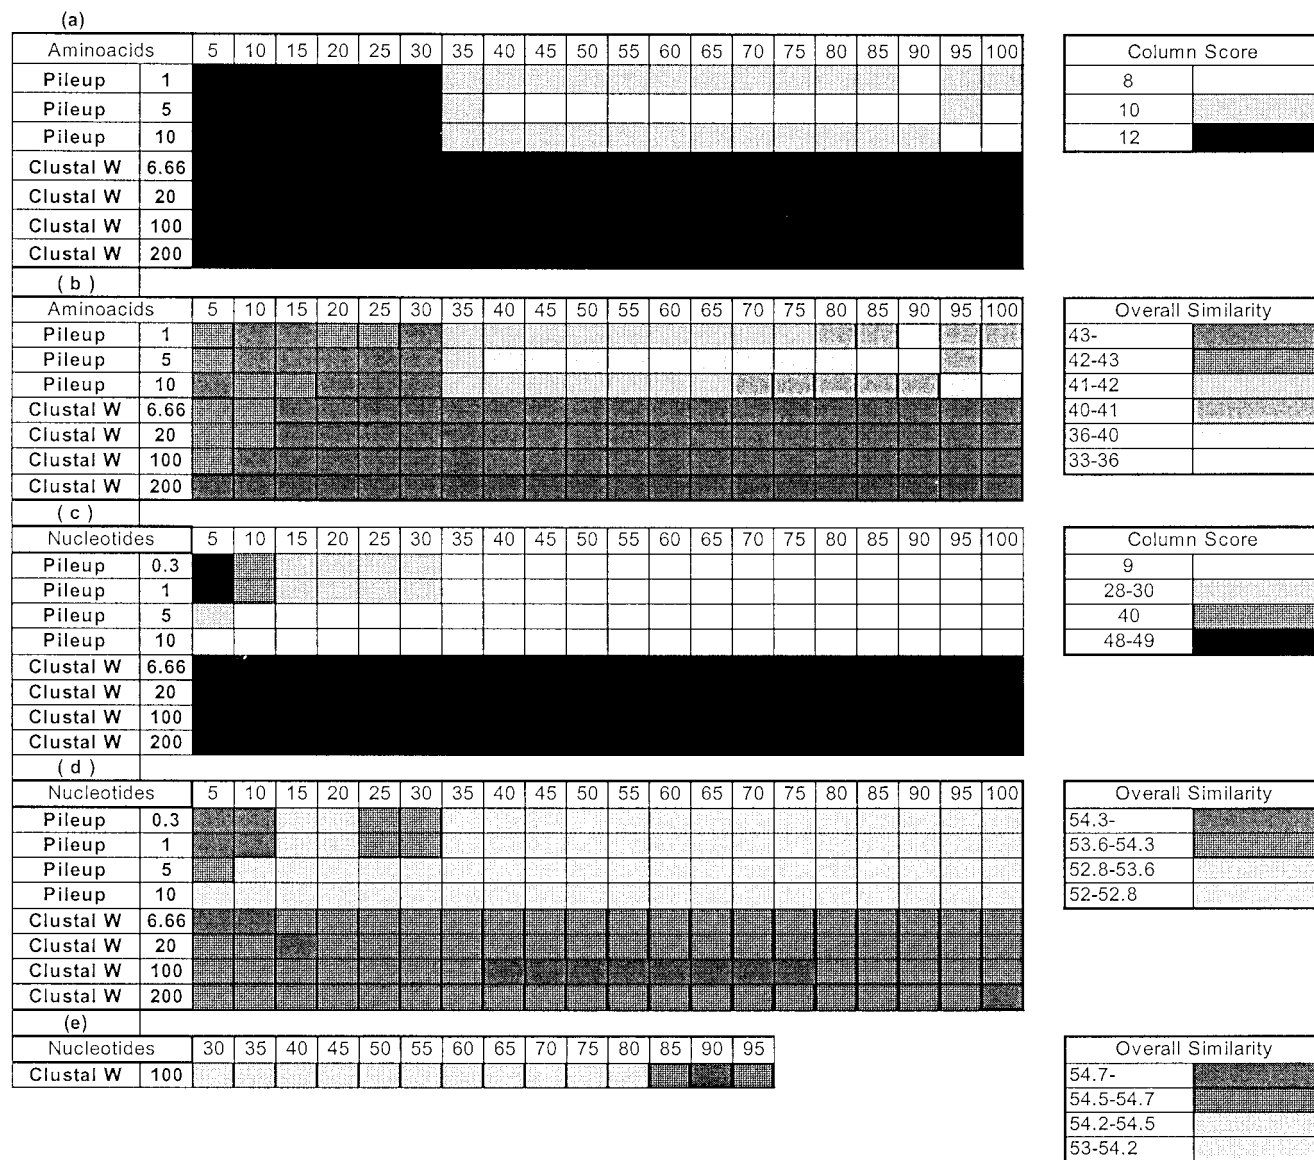 (a)
Aminoacids 5 10 15 20 25 30 35 40 45 50 55 60 65 70 75 80 85 90 95 100
Pileup 1
Pileup 5
Pileup 10
Clustal W 6.66
Clustal W 20
Clustal W 100
Clustal W 200
Column Score
8
10
12
(b)
Aminoacids 5 10 15 20 25 30 35 40 45 50 55 60 65 70 75 80 85 90 95 100
Pileup 1
Pileup 5
Pileup 10
Clustal W 6.66
Clustal W 20
Clustal W 100
Clustal W 200
Overall Similarity
43-
42-43
41-42
40-41
36-40
33-36
(c)
Nucleotides 5 10 15 20 25 30 35 40 45 50 55 60 65 70 75 80 85 90 95 100
Pileup 0.3
Pileup 1
Pileup 5
Pileup 10
Clustal W 6.66
Clustal W 20
Clustal W 100
Clustal W 200
Column Score
9
28-30
40
48-49
(d)
Nucleotides 5 10 15 20 25 30 35 40 45 50 55 60 65 70 75 80 85 90 95 100
Pileup 0.3
Pileup 1
Pileup 5
Pileup 10
Clustal W 6.66
Clustal W 20
Clustal W 100
Clustal W 200
Overall Similarity
54.3-
53.6-54.3
52.8-53.6
52-52.8
(e)
Nucleotides 30 35 40 45 50 55 60 65 70 75 80 85 90 95
Clustal W 100
Overall Similarity
54.7-
54.5-54.7
54.2-54.5
53-54.2